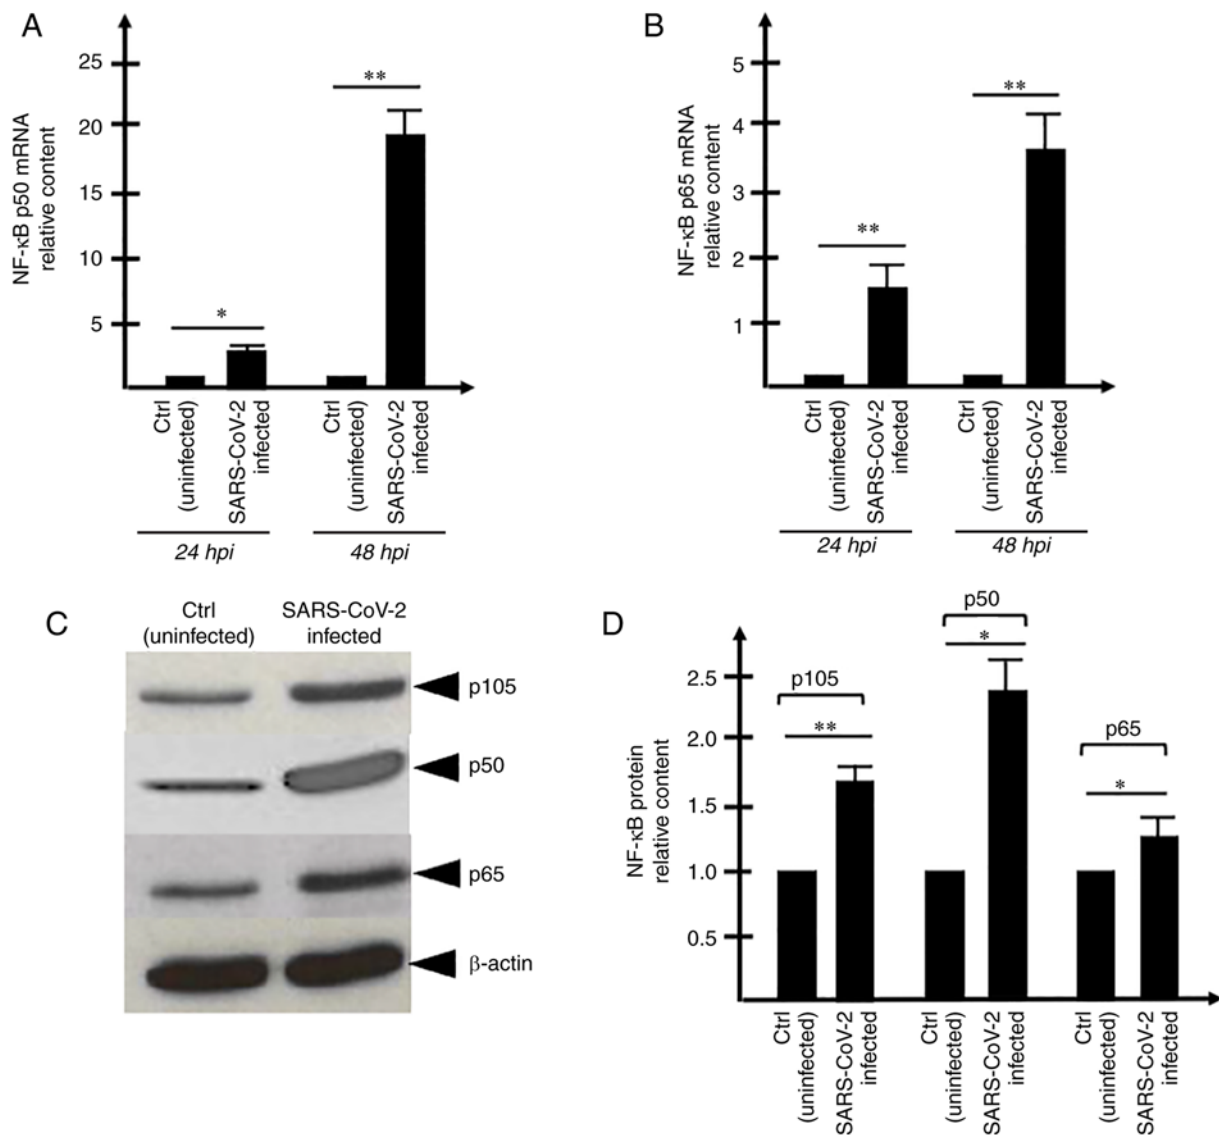 A
NF-κB p50 mRNA
relative content
25
20
15
10
5
*
**
Ctrl
(uninfected)
SARS-CoV-2
infected
Ctrl
(uninfected)
SARS-CoV-2
infected
24 hpi
48 hpi
B
NF-κB p65 mRNA
relative content
5
4
3
2
1
**
**
Ctrl
(uninfected)
SARS-CoV-2
infected
Ctrl
(uninfected)
SARS-CoV-2
infected
24 hpi
48 hpi
C
Ctrl
(uninfected)
SARS-CoV-2
infected
p105
p50
p65
β-actin
D
NF-κB protein
relative content
2.5
2.0
1.5
1.0
0.5
p105
**
p50
*
p65
*
Ctrl
(uninfected)
SARS-CoV-2
infected
Ctrl
(uninfected)
SARS-CoV-2
infected
Ctrl
(uninfected)
SARS-CoV-2
infected